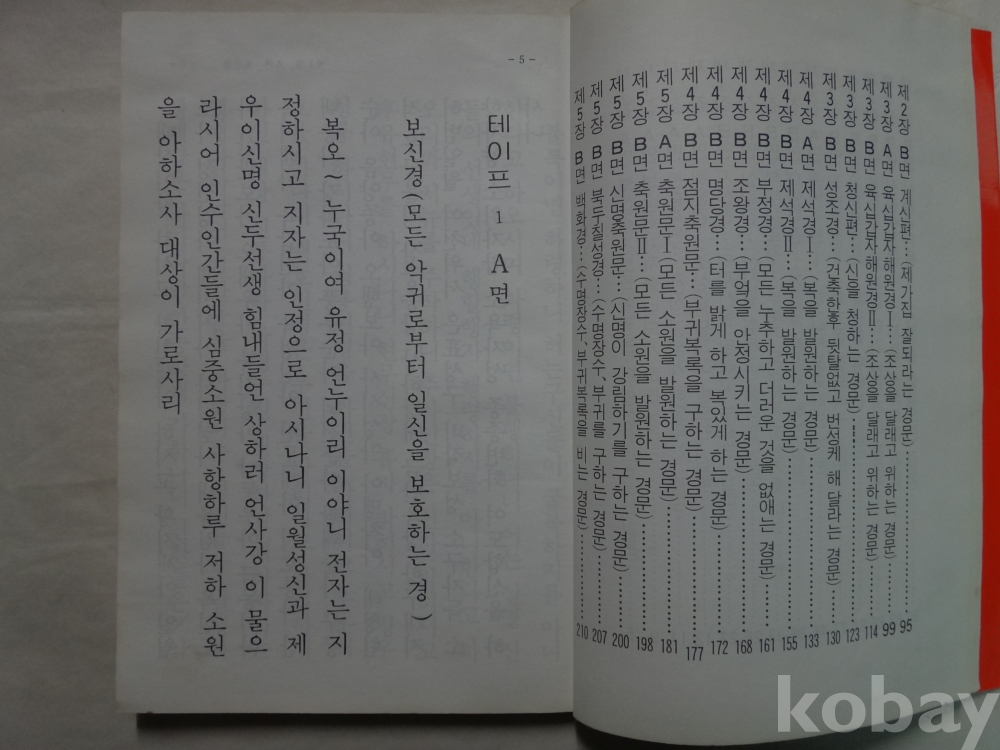 제2장 B면 계신편…(제가집 잘되라는 경문)…95
제3장 A면 육십갑자해원경Ⅰ…(조상을 달래고 위하는 경문)…99
제3장 B면 육십갑자해원경Ⅱ…(조상을 달래고 위하는 경문)…114
제3장 B면 청신편…(신을 청하는 경문)…123
제3장 B면 성조경…(건축한후 뒷탈없고 번성케 해 달라는 경문)…130
제4장 A면 제석경Ⅰ…(복을 발원하는 경문)…133
제4장 B면 제석경Ⅱ…(복을 발원하는 경문)…155
제4장 B면 부정경…(모든 누추하고 더러운 것을 없애는 경문)…161
제4장 B면 조왕경…(부엌을 안정시키는 경문)…168
제4장 B면 명당경…(터를 밝게 하고 복있게 하는 경문)…172
제4장 B면 점지축원문…(부귀복록을 구하는 경문)…177
제5장 A면 축원문Ⅰ(모든 소원을 발원하는 경문)…181
제5장 B면 축원문Ⅱ…(모든 소원을 발원하는 경문)…198
제5장 B면 신명축원문…(신명이 강림하기를 구하는 경문)…200
제5장 B면 북두칠성경…(수명장수, 부귀를 구하는 경문)…207
제5장 B면 백화경…(수명장수, 부귀복록을 비는 경문)…210
- 5 -
테이프 1 A면
보신경(모든 악귀로부터 일신을 보호하는 경)
복오~누국이여 유정 언누이리 이야니 전자는 지
정하시고 지자는 인정으로 아시나니 일월성신과 제
우이신명 신두선생 힘내들언 상하러 언사강 이 물으
라시어 인수인간들에 심중소원 사항하루 저하 소원
을 아하소사 대상이 가로사리
kobay